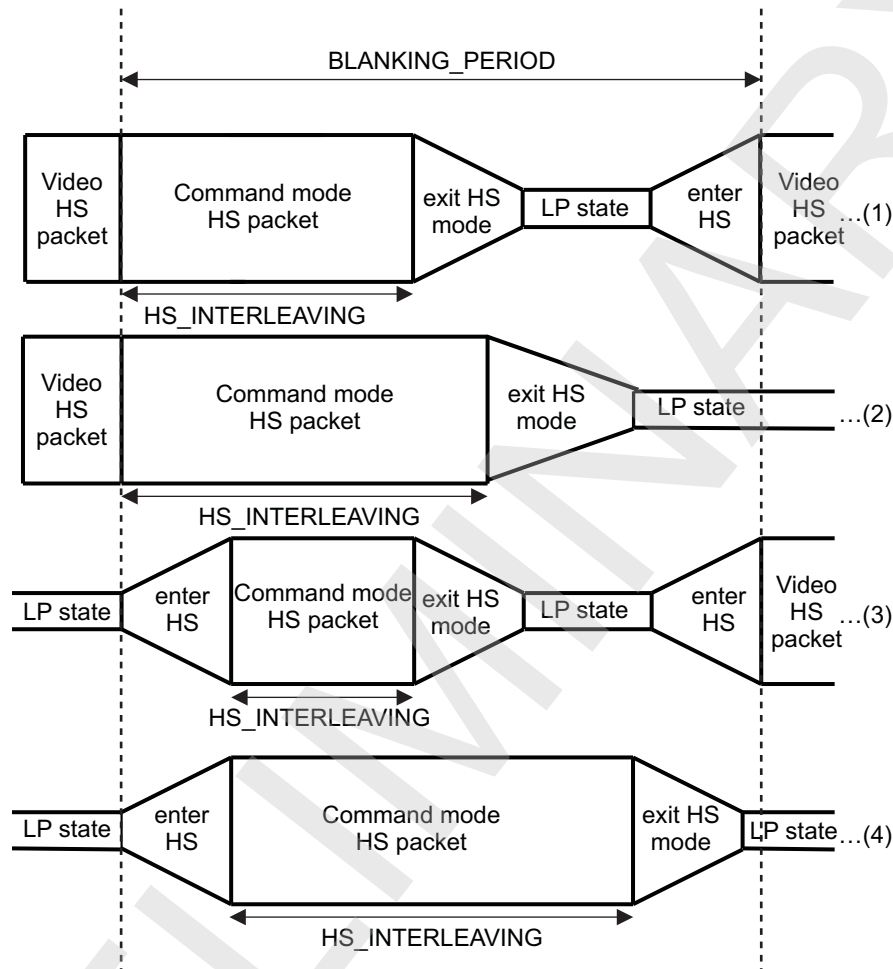 BLANKING_PERIOD
Video
HS
packet
Command mode
HS packet
exit HS
mode
LP state
enter
HS
Video
HS
packet
...(1)
HS_INTERLEAVING
Video
HS
packet
Command mode
HS packet
exit HS
mode
LP state
...(2)
HS_INTERLEAVING
LP state
enter
HS
Command mode
HS packet
exit HS
mode
LP state
enter
HS
Video
HS
packet
...(3)
HS_INTERLEAVING
LP state
enter
HS
Command mode
HS packet
exit HS
mode
LP state
...(4)
HS_INTERLEAVING